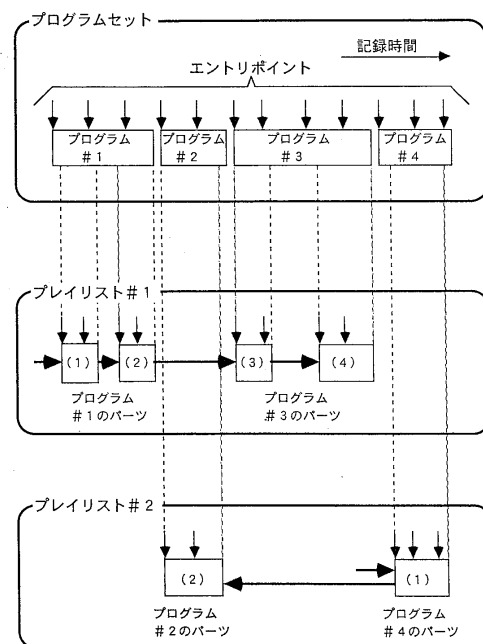 プログラムセット
記録時間
エントリポイント
プログラム
＃1
プログラム
＃2
プログラム
＃3
プログラム
＃4
プレイリスト＃1
(1)
(2)
(3)
(4)
プログラム
＃1のパーツ
プログラム
＃3のパーツ
プレイリスト＃2
(2)
(1)
プログラム
＃2のパーツ
プログラム
＃4のパーツ